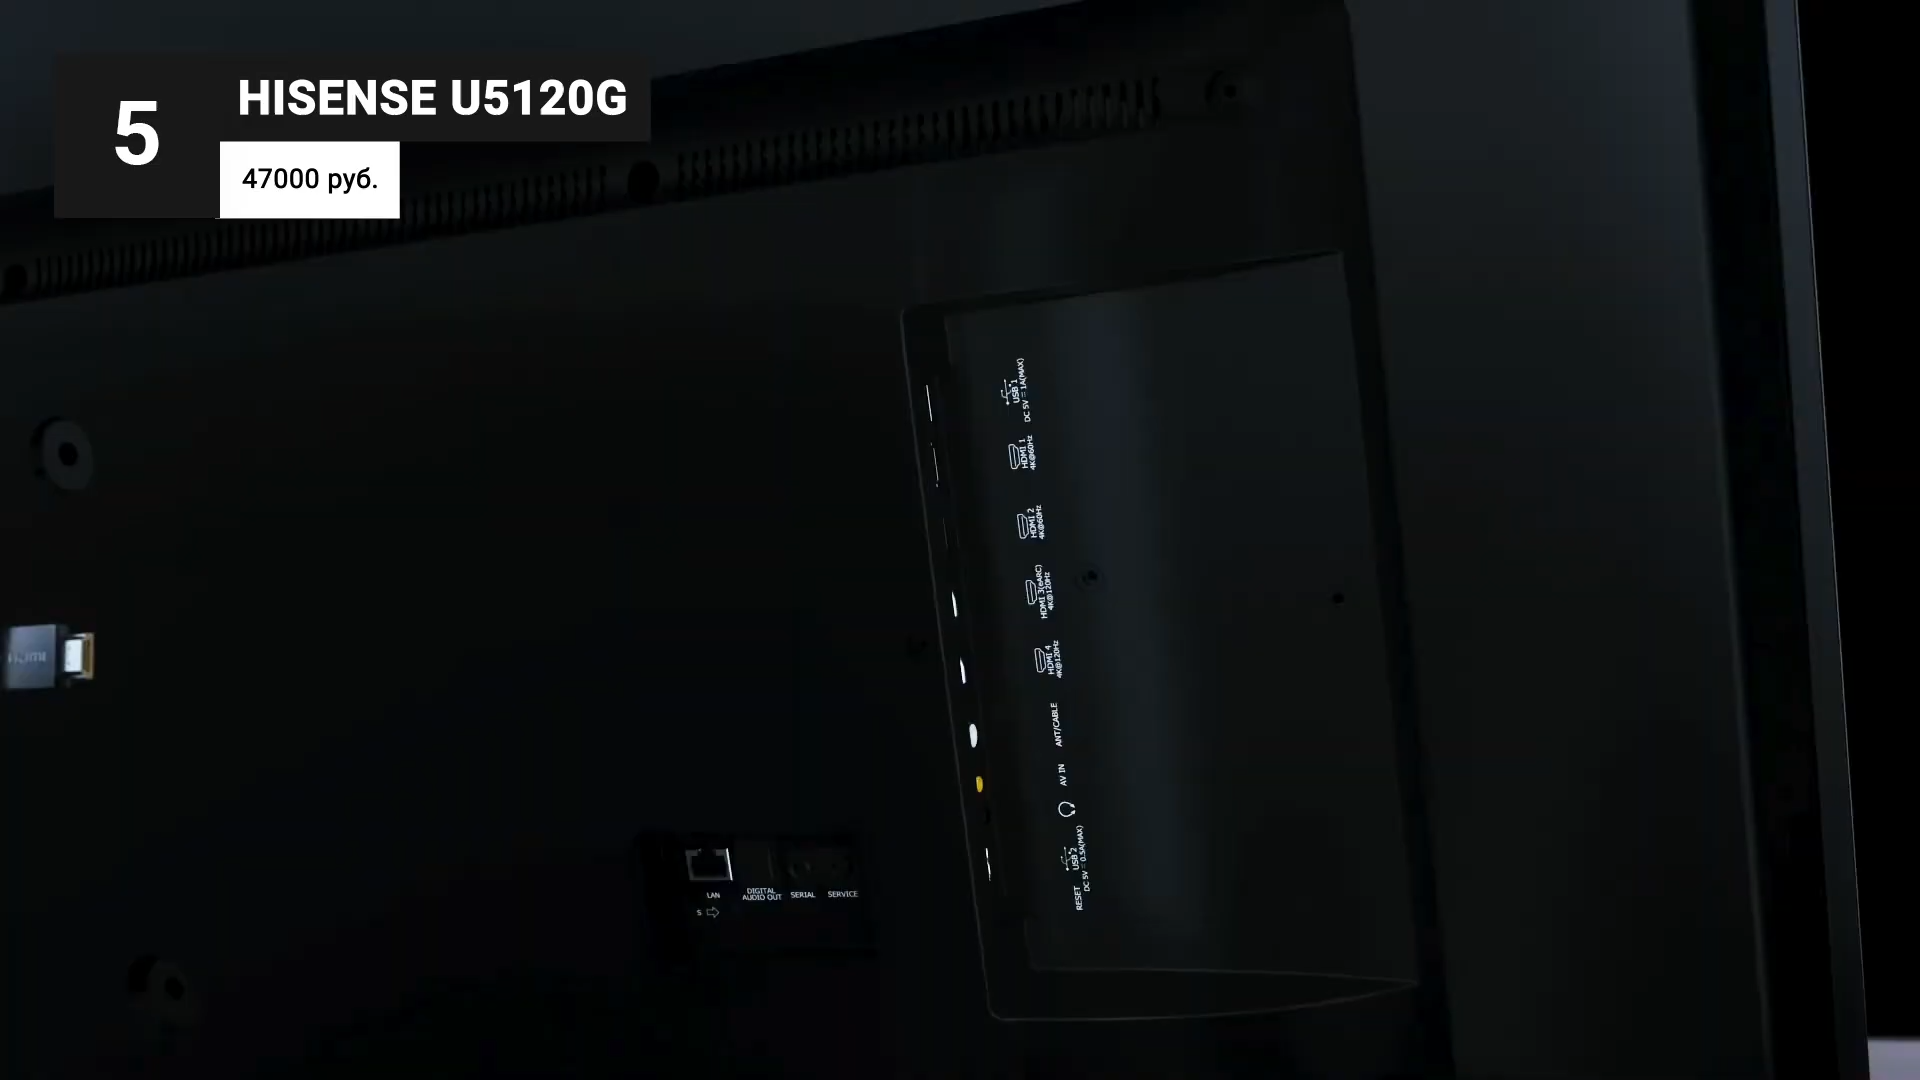 5
HISENSE U5120G
47000 руб.
USB 1
DC 5V = 1A(MAX)
HDMI 1
4K@60Hz
HDMI 2
4K@60Hz
HDMI 3(eARC)
4K@120Hz
HDMI 4
4K@120Hz
ANT/CABLE
AV IN
USB 2
DC 5V = 0.5A(MAX)
RESET
HDMI
LAN
DIGITAL
AUDIO OUT
SERIAL
SERVICE
S